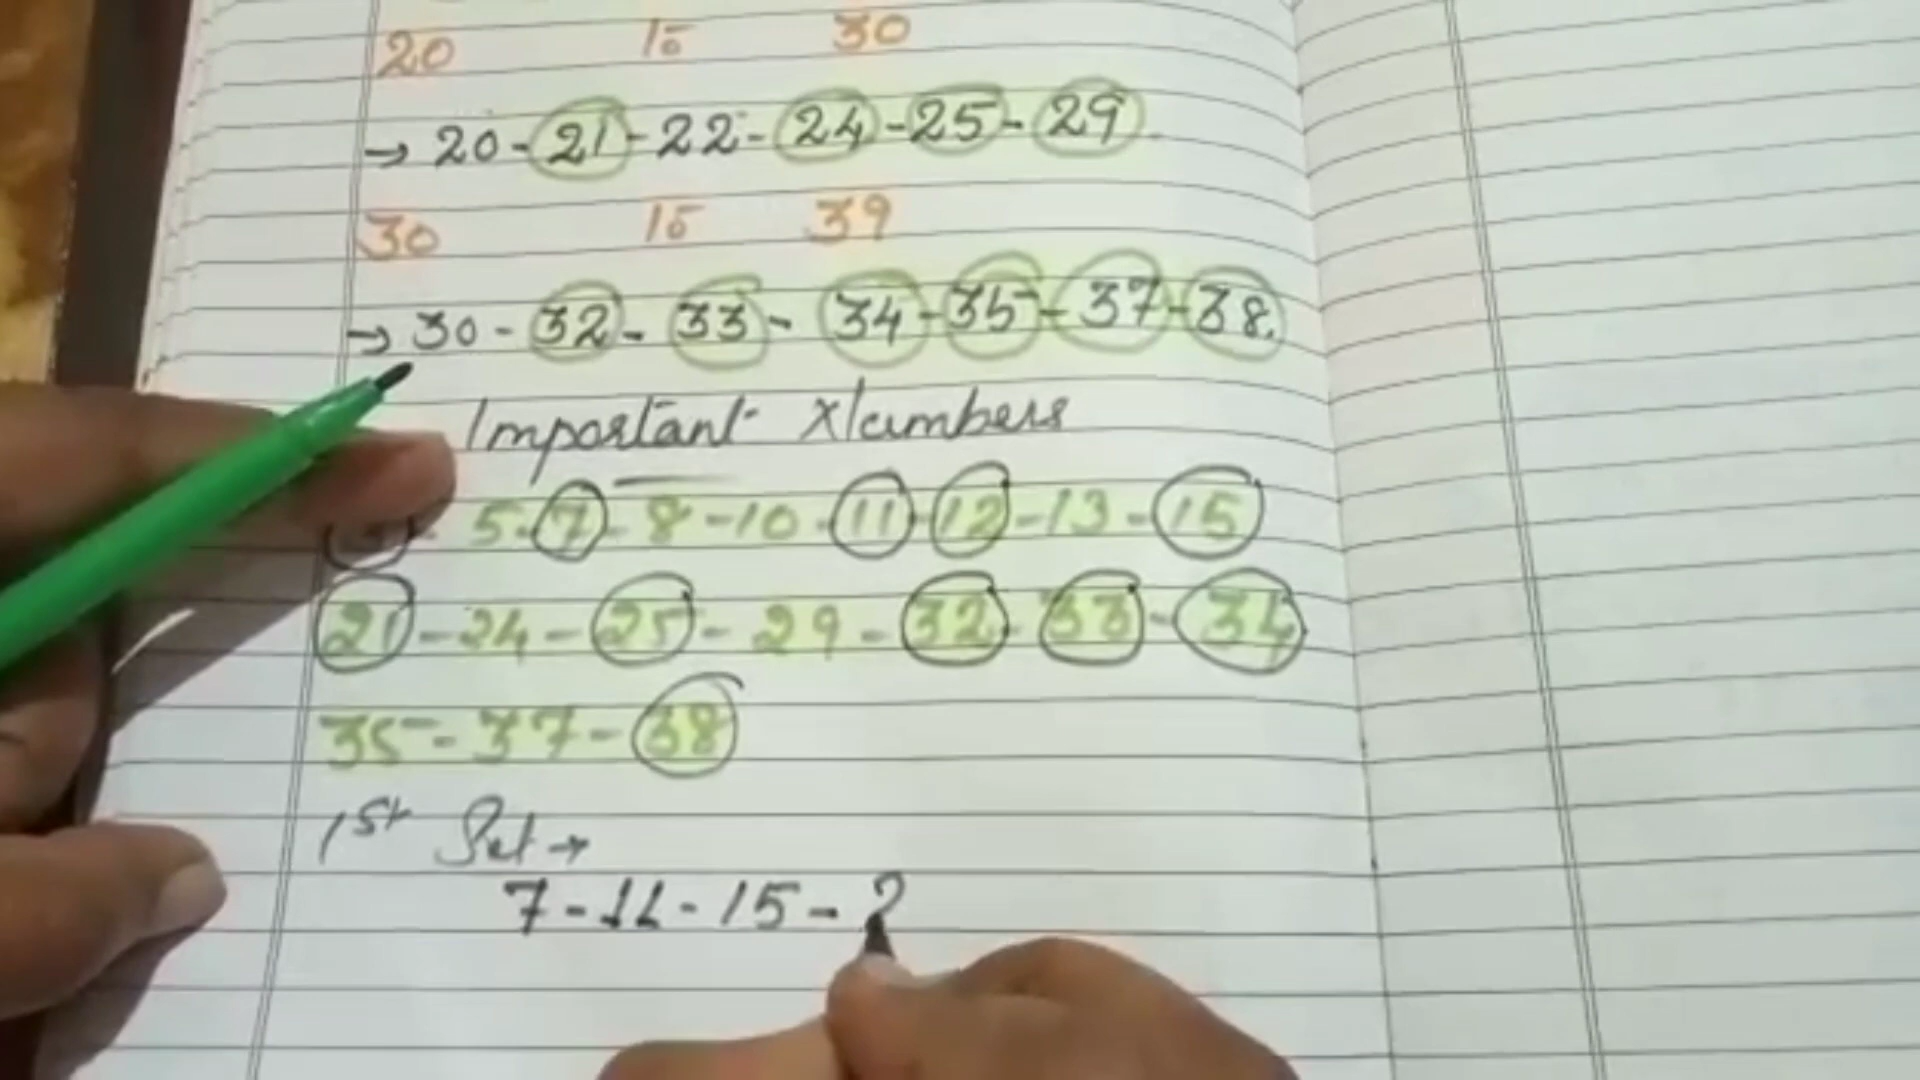 20 15 30
→ 20-21-22-24-25-29
30 15 39
→ 30-32-33-34-35-37-38.
Important Numbers
- 5-7-8-10-11-12-13-15
21-24-25-29-32-33-34
35-37-38
1st Set →
7-11-15-2